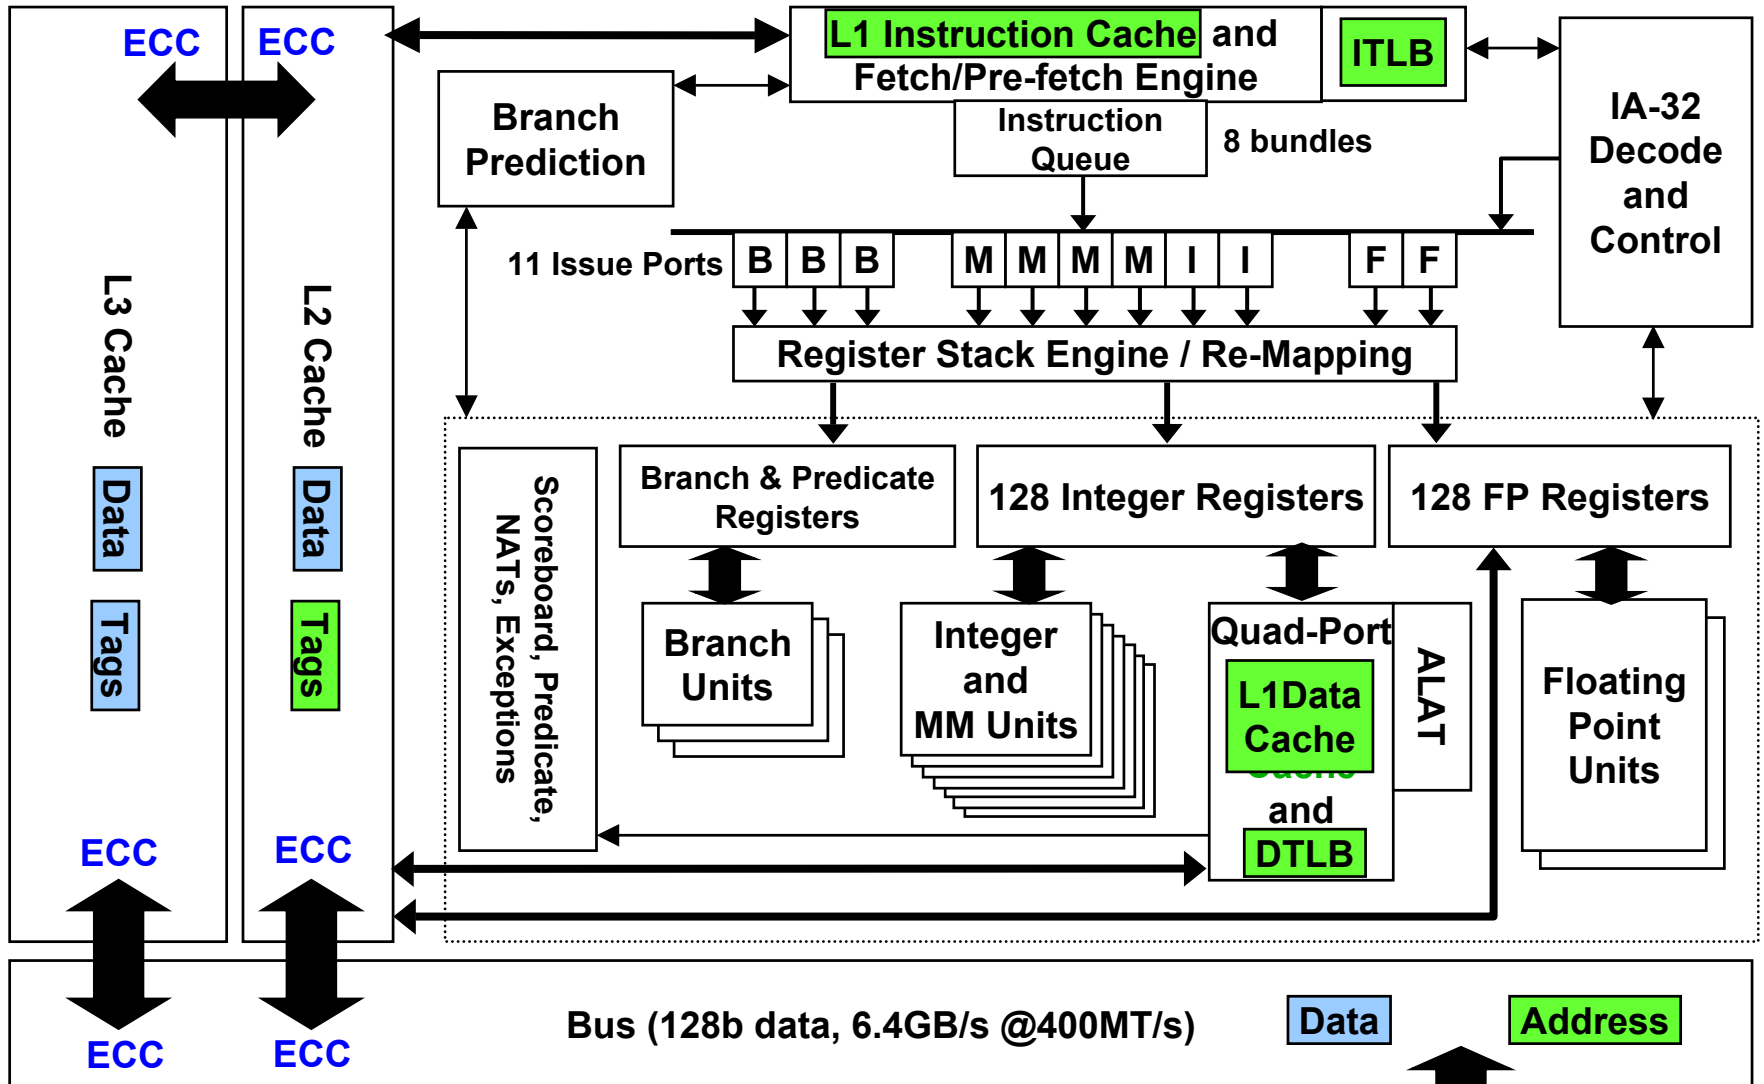 ECC
ECC
L1 Instruction Cache and
Fetch/Pre-fetch Engine
ITLB
Branch
Prediction
Instruction
Queue
8 bundles
IA-32
Decode
and
Control
11 Issue Ports
B B B M M M M I I F F
Register Stack Engine / Re-Mapping
L3 Cache
L2 Cache
Data
Data
Tags
Tags
Scoreboard, Predicate,
NATs, Exceptions
Branch & Predicate
Registers
128 Integer Registers
128 FP Registers
Branch
Units
Integer
and
MM Units
Quad-Port
L1Data
Cache
and
DTLB
ALAT
Floating
Point
Units
ECC
ECC
ECC
ECC
Bus (128b data, 6.4GB/s @400MT/s)
Data
Address